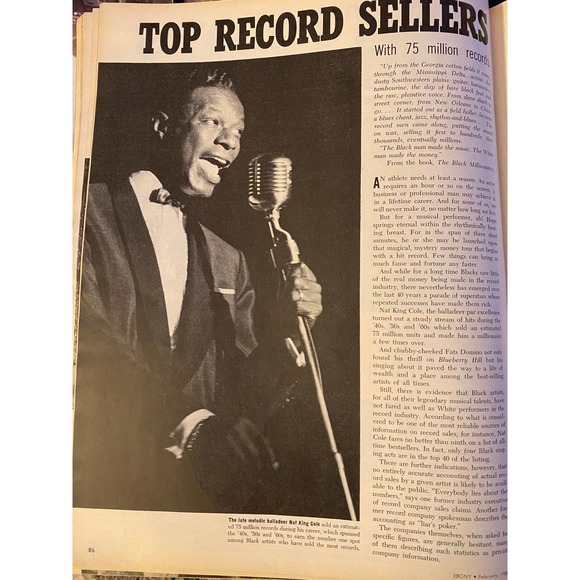 TOP RECORD SELLERS
With 75 million records
"Up from the Georgia cotton fields it
through the Mississippi Delta,
dusty Southwestern plains: guitar,
tambourine, the slap of bare black feet
the raw, plaintive voice. From
street corner, from New Orleans to
go. . . . It started out as a field holler,
a blues chant, jazz, rhythm-and-blues.
record men came along, putting the
on wax, selling it first to hundreds,
thousands, eventually millions.
"The Black man made the music. The White
man made the money."
From the book, The Black Millionaire
AN athlete needs at least a season. An actor
requires an hour or so on the screen. A
business or professional man may achieve it
in a lifetime career. And for some of us, we
will never make it, no matter how long we live.
But for a musical performer, ah! Hope
springs eternal within the rhythmically heav-
ing breast. For in the span of three short
minutes, he or she may be launched upon
that magical, mystery money tour that begins
with a hit record. Few things can bring as
much fame and fortune any faster.
And while for a long time Blacks saw little
of the real money being made in the record
industry, there nevertheless has emerged over
the last 40 years a parade of superstars whose
repeated successes have made them rich.
Nat King Cole, the balladeer par excellence,
turned out a steady stream of hits during the
'40s, '50s and '60s which sold an estimated
75 million units and made him a millionaire
a few times over.
And chubby-cheeked Fats Domino not only
found his thrill on Blueberry Hill but his
singing about it paved the way to a life of
wealth and a place among the best-selling
artists of all times.
Still, there is evidence that Black artists,
for all of their legendary musical talents, have
not fared as well as White performers in the
record industry. According to what is consid-
ered to be one of the most reliable sources of
information on record sales, for instance, Nat
Cole fares no better than ninth on a list of all-
time bestsellers. In fact, only four Black sing-
ing acts are in the top 40 of the listing.
There are further indications, however, that
no entirely accurate accounting of actual rec-
ord sales by a given artist is likely to be avail-
able to the public. "Everybody lies about the
numbers," says one former industry executive
of record company sales claims. Another for-
mer record company spokesman describes the
accounting as "liar's poker."
The companies themselves, when asked for
specific figures, are generally hesitant, many
of them describing such statistics as private
company information.
The late melodic balladeer Nat King Cole sold an estimat-
ed 75 million records during his career, which spanned
the '40s, '50s and '60s, to earn the number one spot
among Black artists who have sold the most records.
86
EBONY • February,